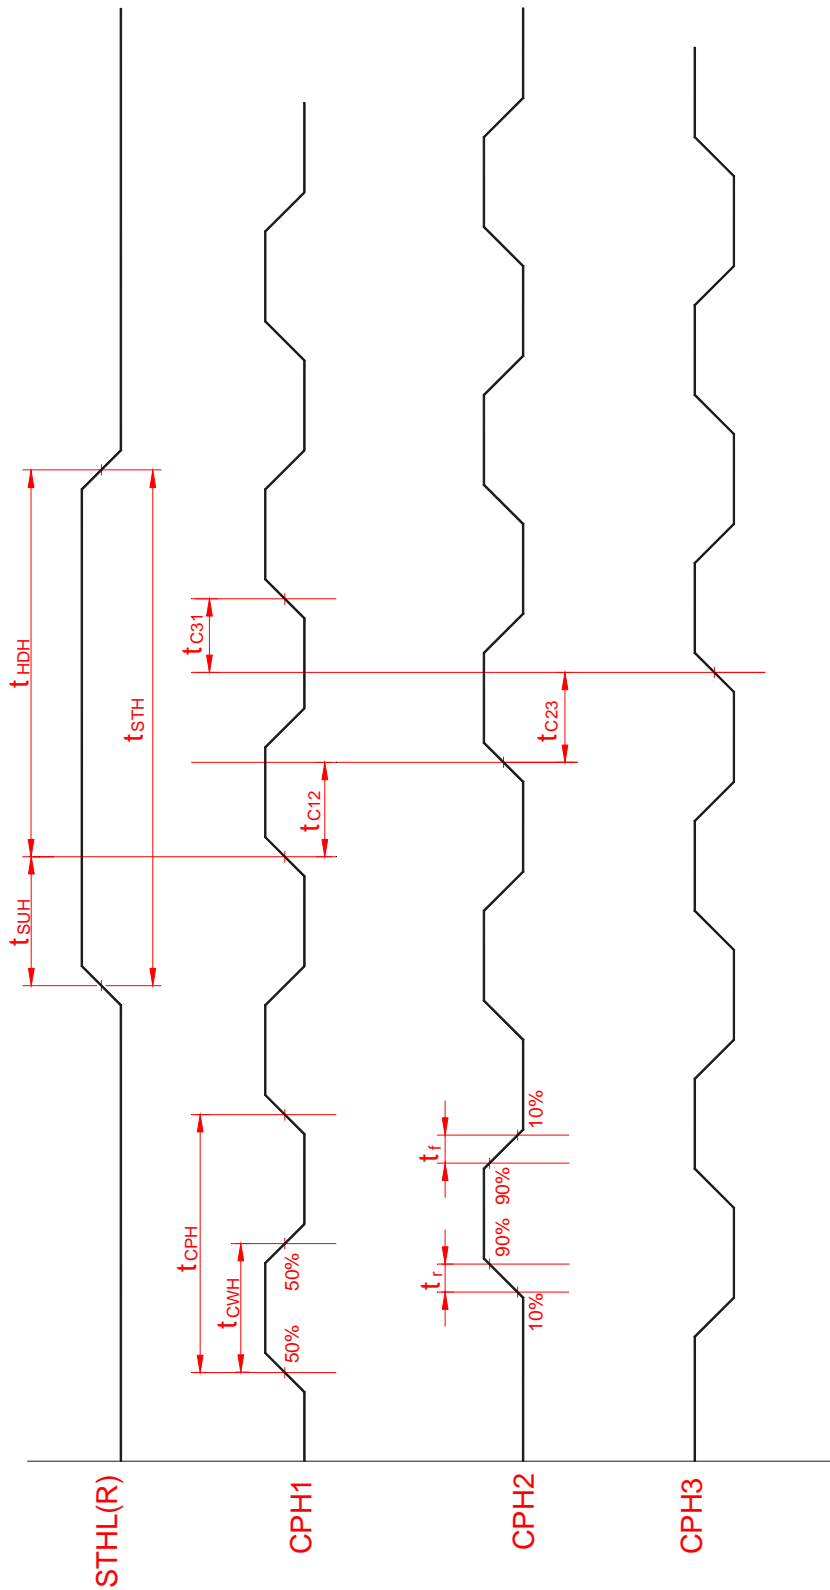 STHL(R)
tSUH
tHDH
tSTH
CPH1
tCPH
tCWH
50%
50%
tC12
tC31
CPH2
tr
tf
10%
90%
90%
10%
tC23
CPH3